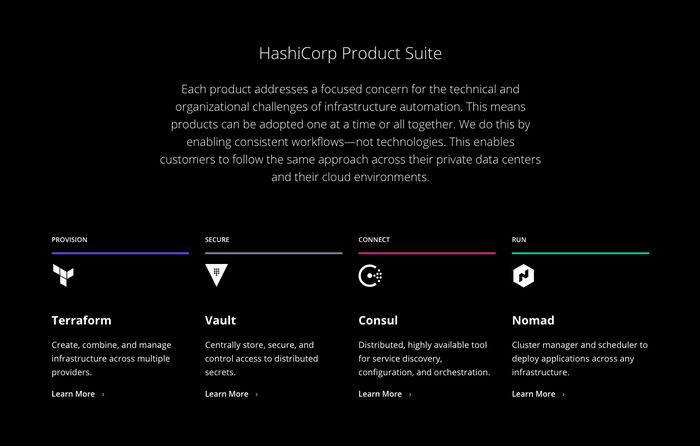 HashiCorp Product Suite
Each product addresses a focused concern for the technical and
organizational challenges of infrastructure automation. This means
products can be adopted one at a time or all together. We do this by
enabling consistent workflows—not technologies. This enables
customers to follow the same approach across their private data centers
and their cloud environments.
PROVISION
Terraform
Create, combine, and manage
infrastructure across multiple
providers.
Learn More ›
SECURE
Vault
Centrally store, secure, and
control access to distributed
secrets.
Learn More ›
CONNECT
Consul
Distributed, highly available tool
for service discovery,
configuration, and orchestration.
Learn More ›
RUN
Nomad
Cluster manager and scheduler to
deploy applications across any
infrastructure.
Learn More ›